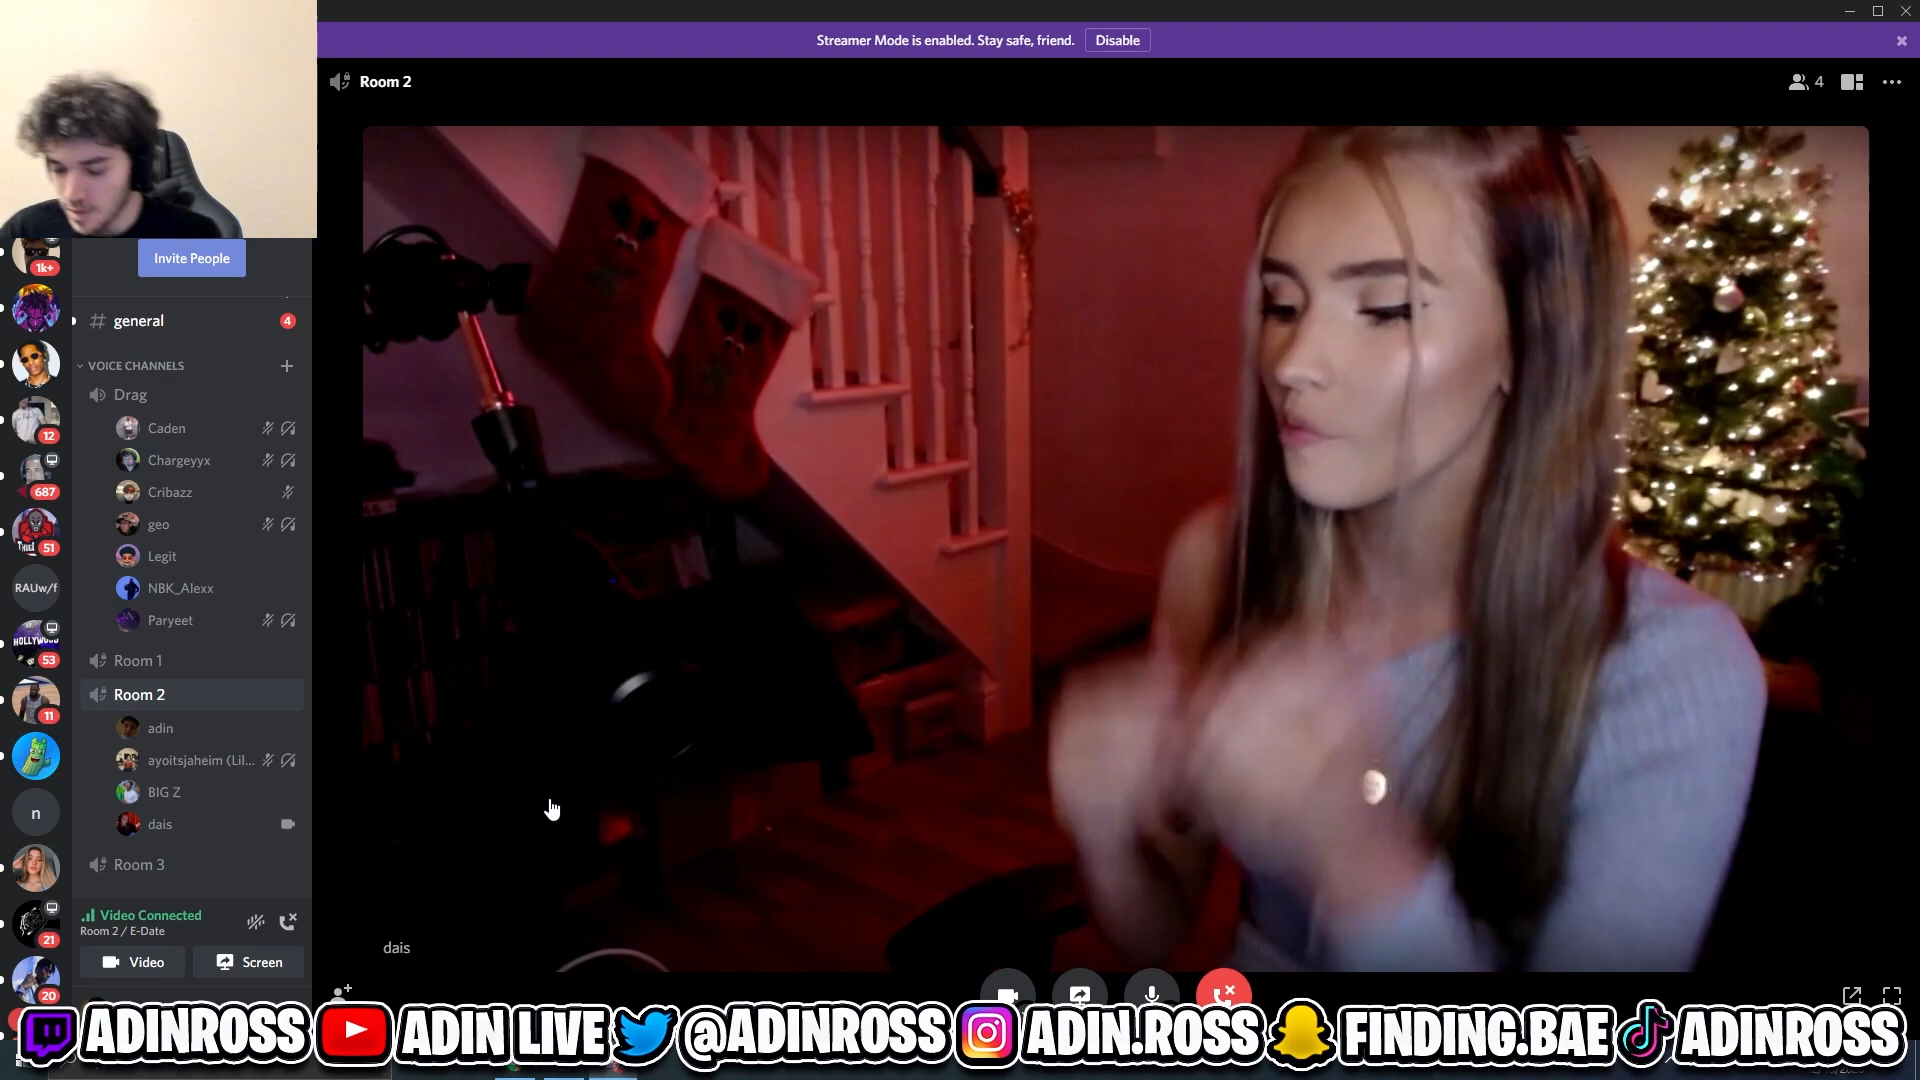 Streamer Mode is enabled. Stay safe, friend.
Disable
Room 2
4
Invite People
1k+
general
4
VOICE CHANNELS
Drag
Caden
12
Chargeyyx
Cribazz
687
geo
51
Legit
RAUw/f
NBK_Alexx
Paryeet
HOLLYWOOD
53
Room 1
Room 2
11
adin
ayoitsjaheim (Lil...
BIG Z
n
dais
Room 3
Video Connected
Room 2 / E-Date
21
Video
Screen
20
dais
ADINROSS
ADIN LIVE
@ADINROSS
ADIN.ROSS
FINDING.BAE
ADINROSS